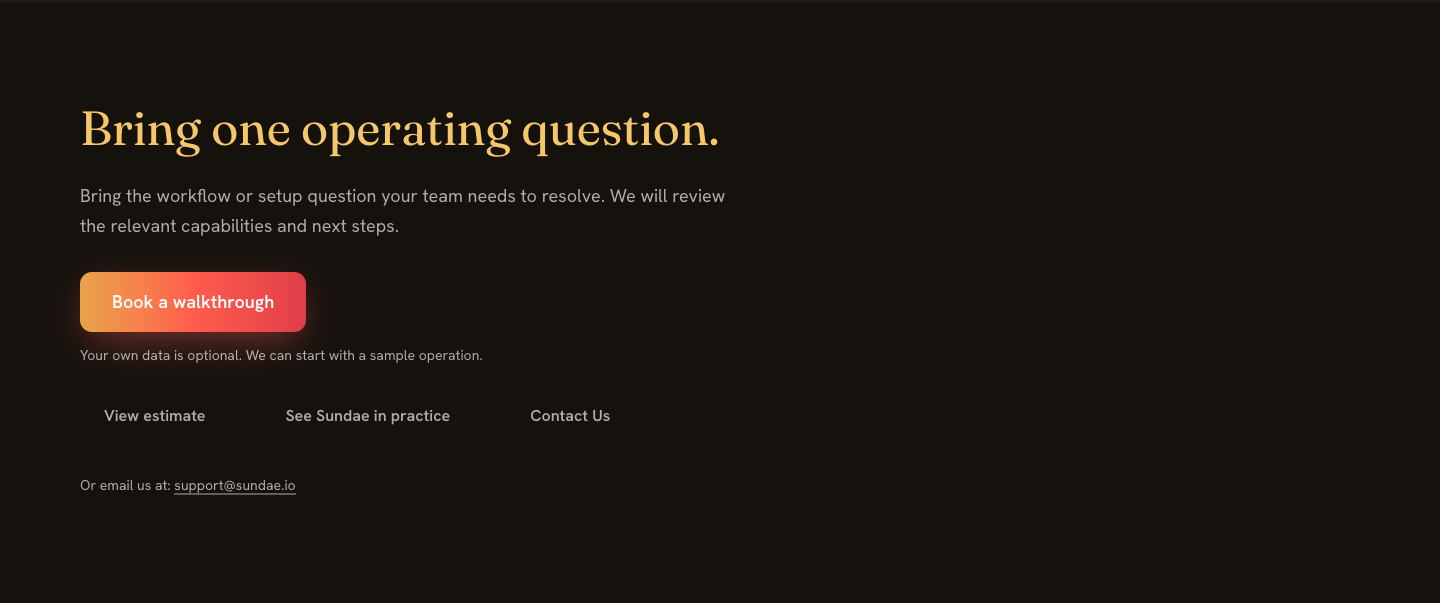 Bring one operating question.
Bring the workflow or setup question your team needs to resolve. We will review
the relevant capabilities and next steps.
Book a walkthrough
Your own data is optional. We can start with a sample operation.
View estimate
See Sundae in practice
Contact Us
Or email us at: support@sundae.io